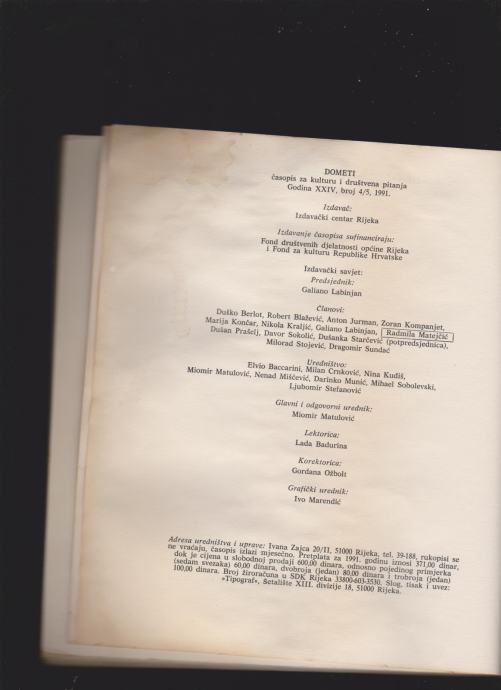 DOMETI
časopis za kulturu i društvena pitanja
Godina XXIV, broj 4/5, 1991.
Izdavač:
Izdavački centar Rijeka
Izdavanje časopisa sufinanciraju:
Fond društvenih djelatnosti općine Rijeka
i Fond za kulturu Republike Hrvatske
Izdavački savjet:
Predsjednik:
Galiano Labinjan
Članovi:
Duško Berlot, Robert Blažević, Anton Jurman, Zoran Kompanjet,
Marija Končar, Nikola Kraljić, Galiano Labinjan, Radmila Matejčić
Dušan Prašelj, Davor Sokolić, Dušanka Starčević (potpredsjednica),
Milorad Stojević, Dragomir Sundać
Uredništvo:
Elvio Baccarini, Milan Crnković, Nina Kudiš,
Miomir Matulović, Nenad Miščević, Darinko Munić, Mihael Sobolevski,
Ljubomir Stefanović
Glavni i odgovorni urednik:
Miomir Matulović
Lektorica:
Lada Badurina
Korektorica:
Gordana Ožbolt
Grafički urednik:
Ivo Marendić
Adresa uredništva i uprave: Ivana Zajca 20/II, 51000 Rijeka, tel. 39-188, rukopisi se
ne vraćaju, časopis izlazi mjesečno. Pretplata za 1991. godinu iznosi 371,00 dinar,
dok je cijena u slobodnoj prodaji 600,00 dinara, odnosno pojedinog primjerka
(sedam svezaka) 60,00 dinara, dvobroja (jedan) 80,00 dinara i trobroja (jedan)
100,00 dinara. Broj žiroračuna u SDK Rijeka 33800-603-3530. Slog, tisak i uvez:
»Tipograf«, Šetalište XIII. divizije 18, 51000 Rijeka.